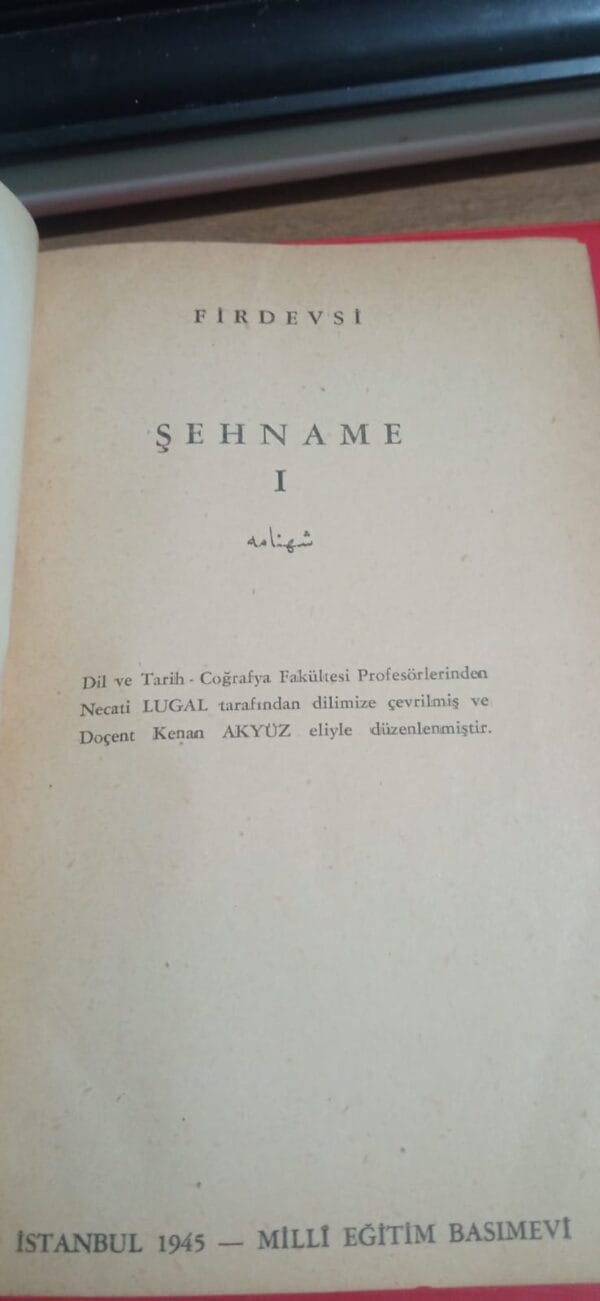 FİRDEVSİ
ŞEHNAME
I
شهنامه
Dil ve Tarih - Coğrafya Fakültesi Profesörlerinden
Necati LUGAL tarafından dilimize çevrilmiş ve
Doçent Kenan AKYÜZ eliyle düzenlenmiştir.
İSTANBUL 1945 — MİLLÎ EĞİTİM BASIMEVİ